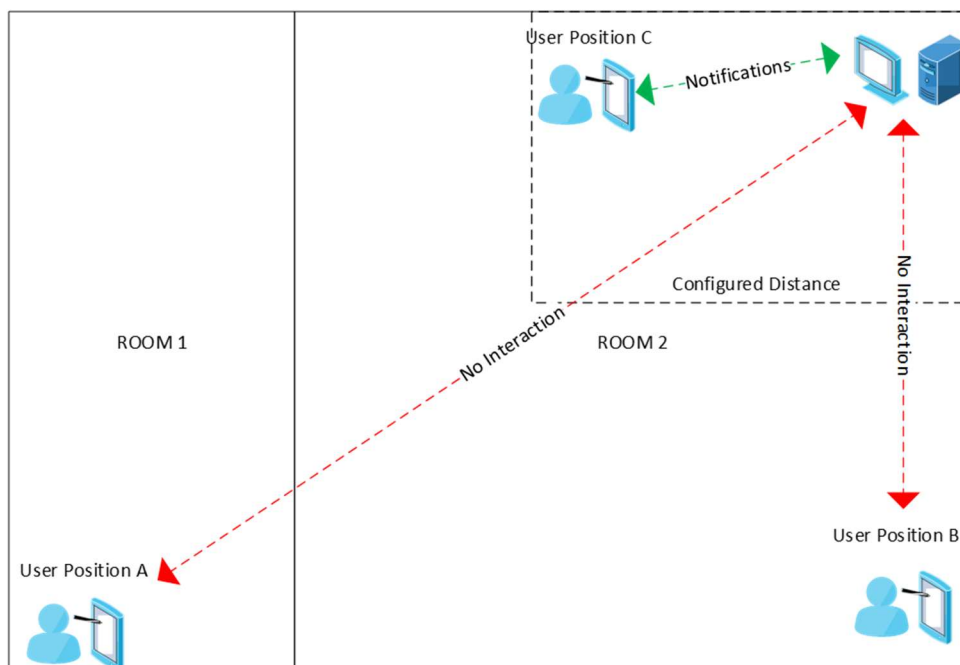 User Position C
Notifications
Configured Distance
No Interaction
No Interaction
ROOM 1
ROOM 2
User Position B
User Position A